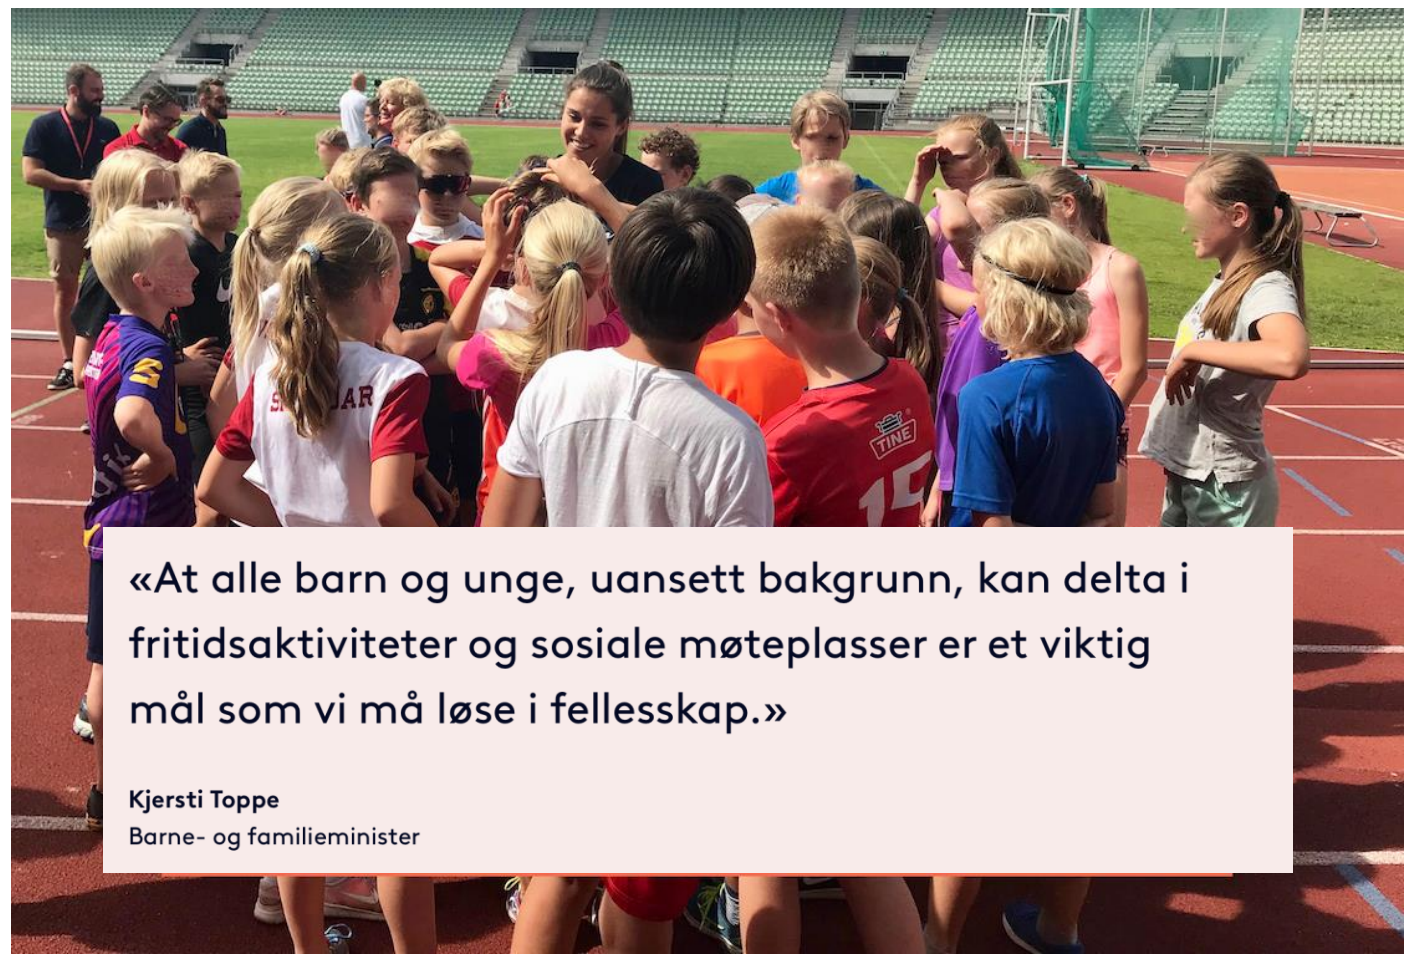 TINE
15
«At alle barn og unge, uansett bakgrunn, kan delta i
fritidsaktiviteter og sosiale møteplasser er et viktig
mål som vi må løse i fellesskap.»
Kjersti Toppe
Barne- og familieminister